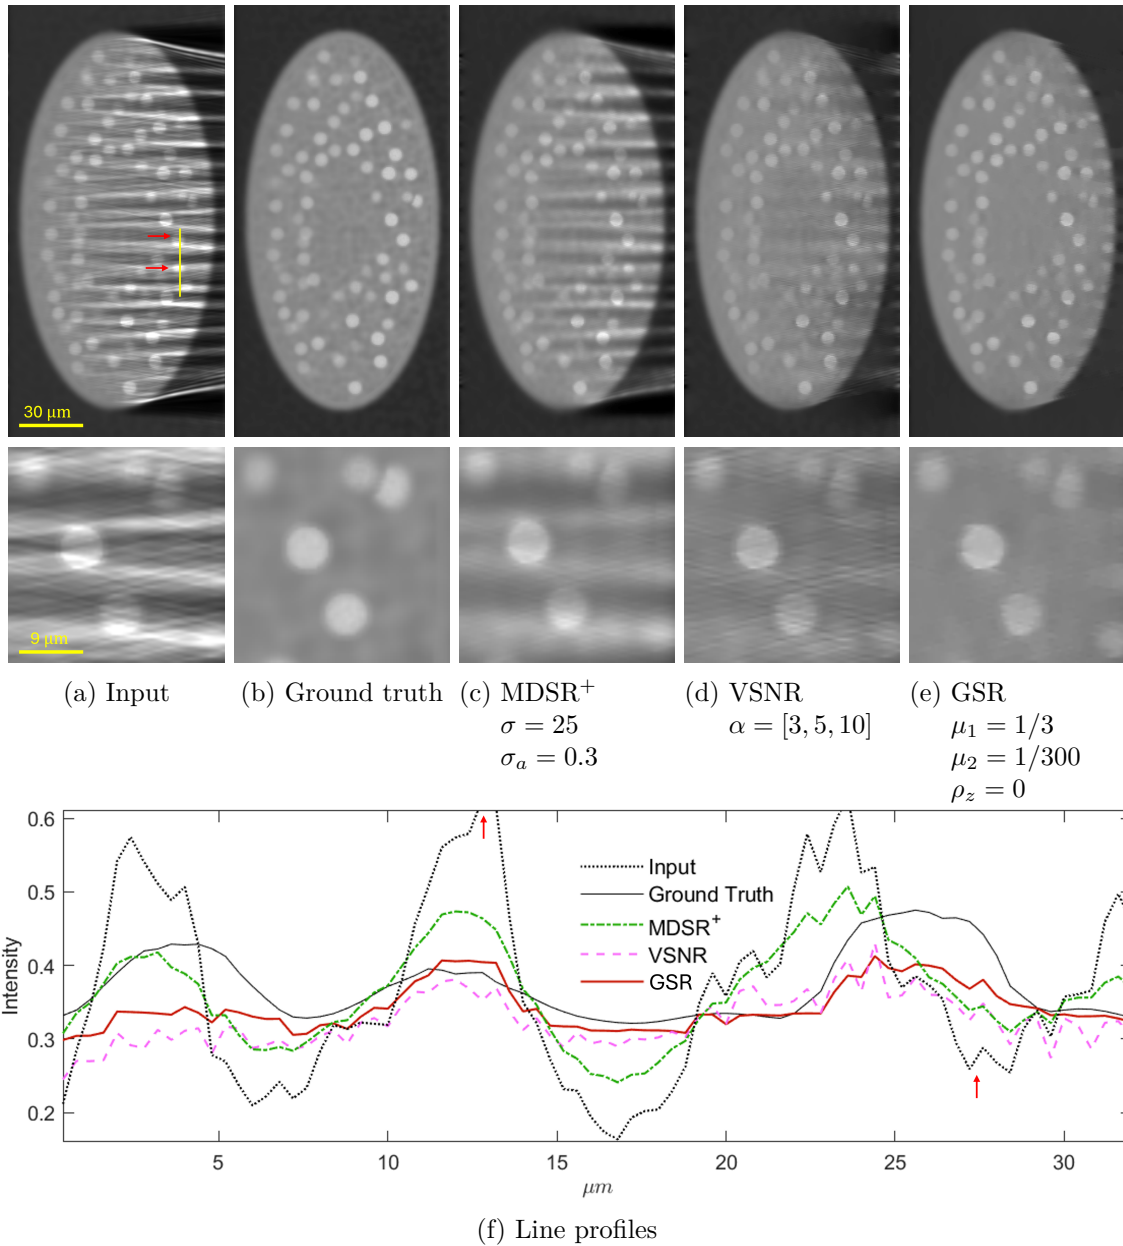 30 μm
9 μm
(a) Input
(b) Ground truth
(c) MDSR+
σ = 25
σa = 0.3
(d) VSNR
α = [3, 5, 10]
(e) GSR
μ1 = 1/3
μ2 = 1/300
ρz = 0
0.6
0.5
0.4
0.3
0.2
Intensity
Input
Ground Truth
MDSR+
VSNR
GSR
5 10 15 20 25 30
μm
(f) Line profiles